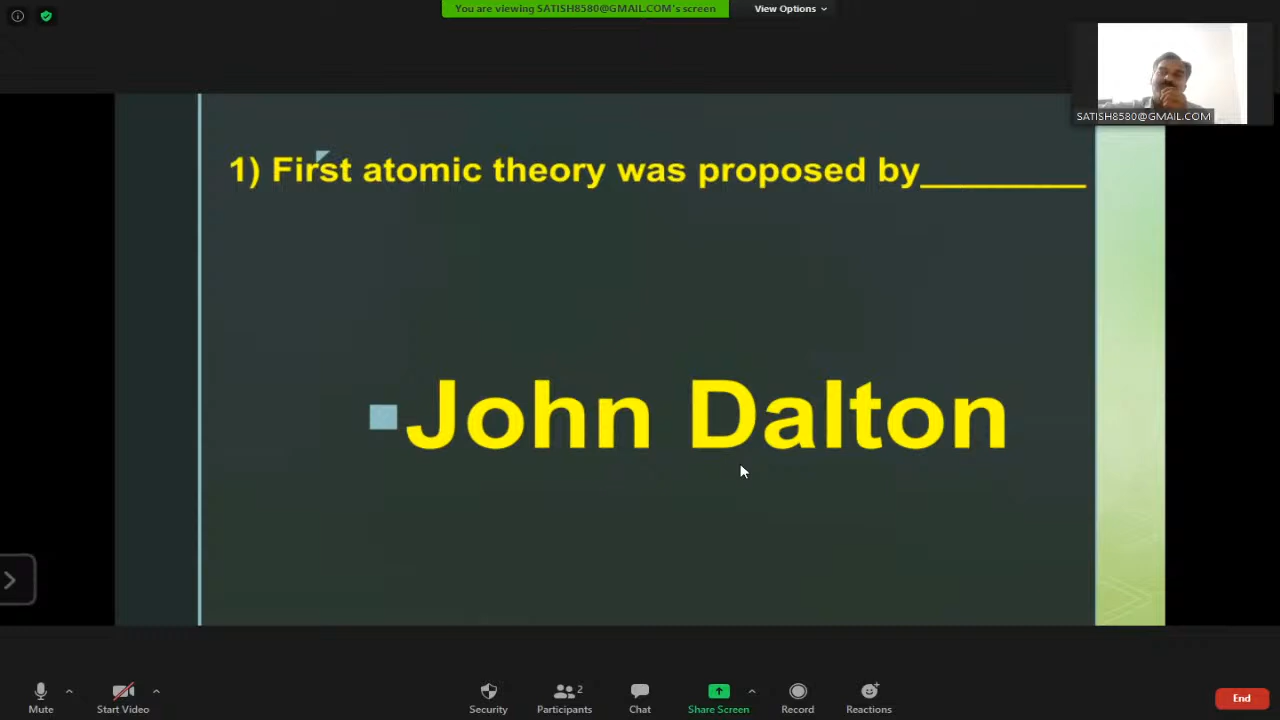 You are viewing SATISH8580@GMAIL.COM's screen
View Options
SATISH8580@GMAIL.COM
1) First atomic theory was proposed by_________
John Dalton
Mute
Start Video
Security
Participants
2
Chat
Share Screen
Record
Reactions
End